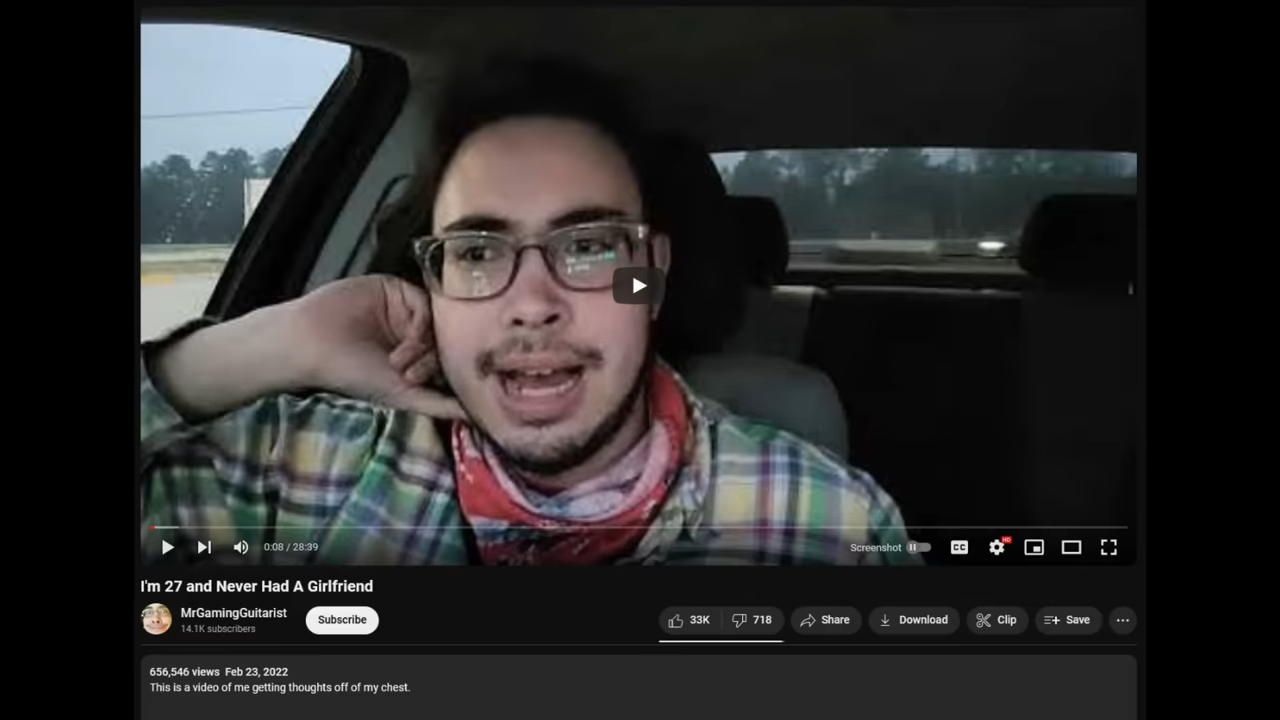 0:08 / 28:39
Screenshot
CC
HD
I'm 27 and Never Had A Girlfriend
MrGamingGuitarist
14.1K subscribers
Subscribe
33K
718
Share
Download
Clip
Save
656,546 views Feb 23, 2022
This is a video of me getting thoughts off of my chest.